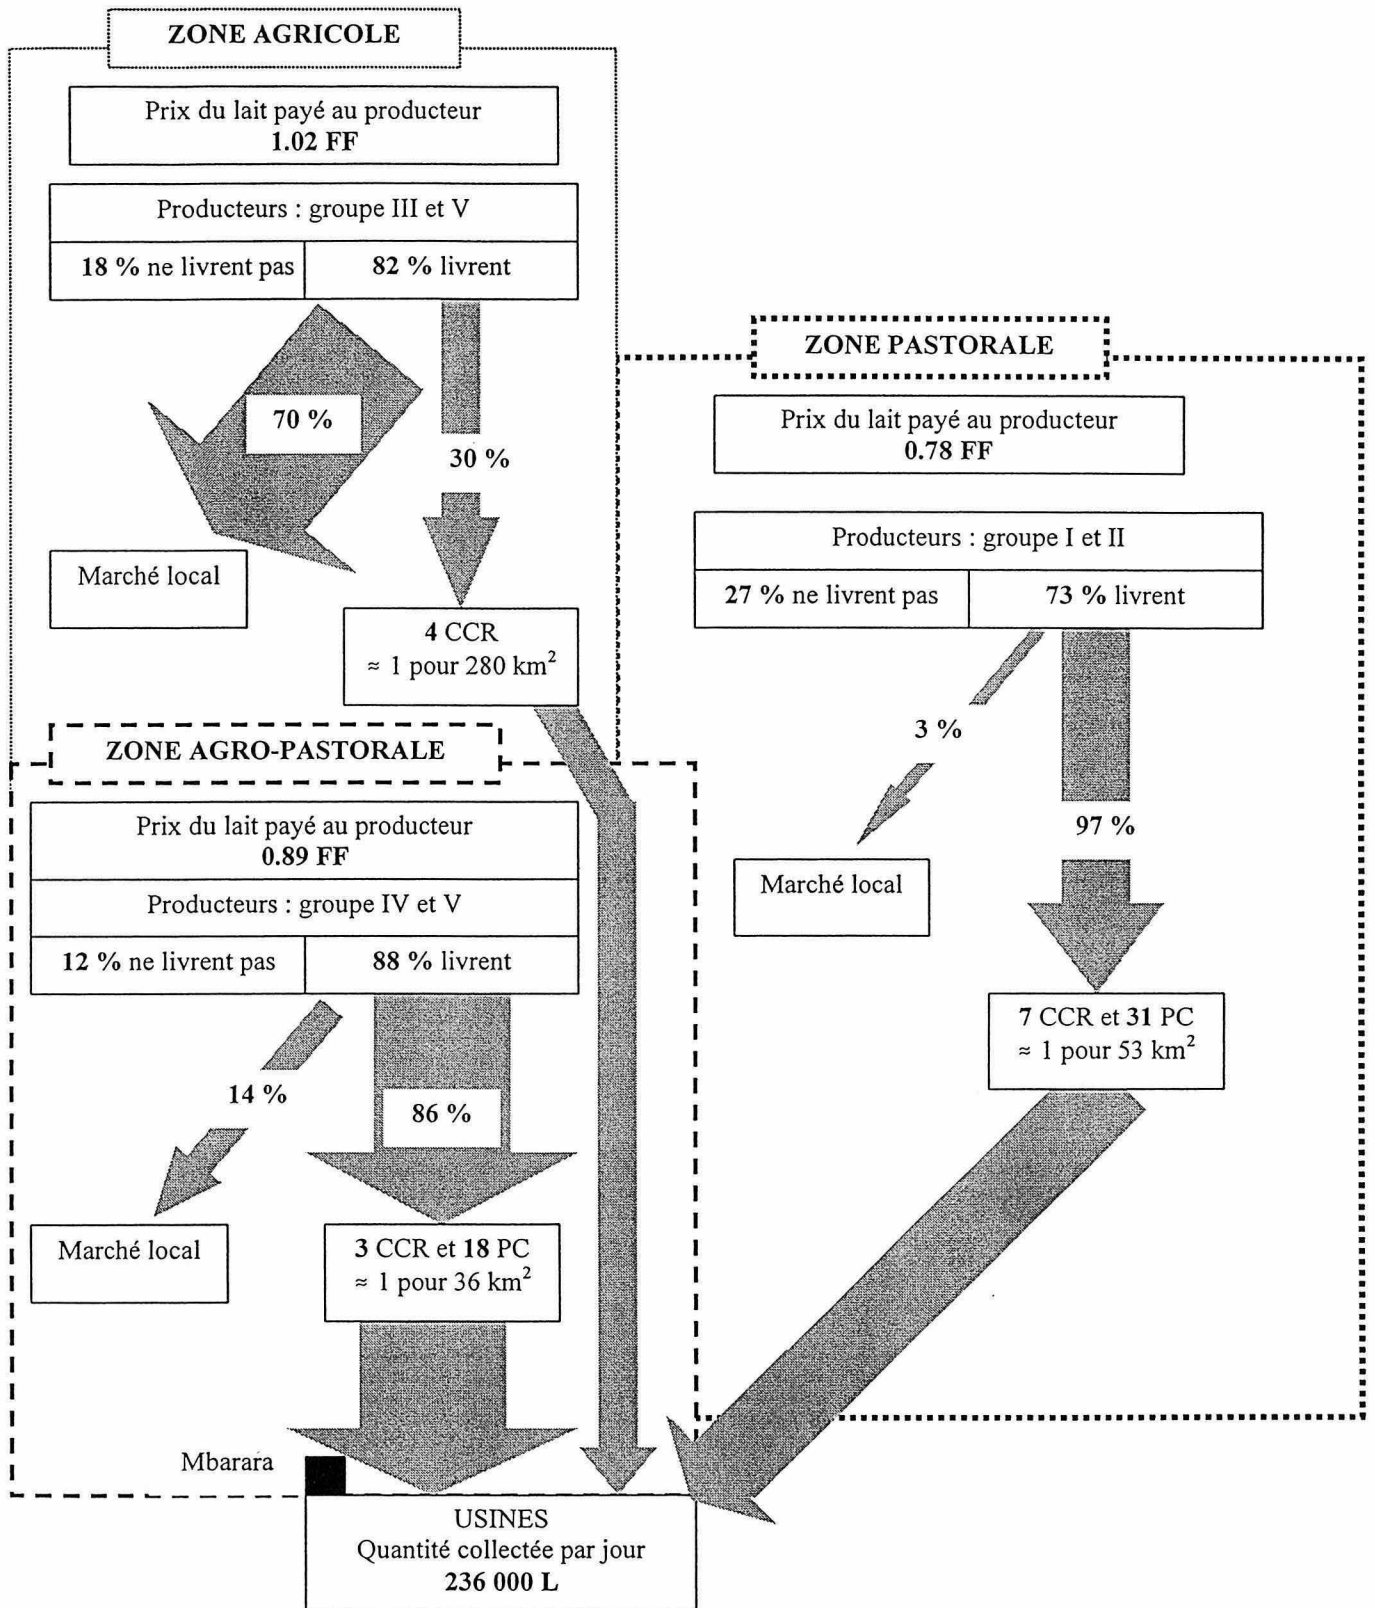 ZONE AGRICOLE
Prix du lait payé au producteur
1.02 FF
Producteurs : groupe III et V
18 % ne livrent pas
82 % livrent
70 %
30 %
Marché local
4 CCR
≈ 1 pour 280 km²
ZONE PASTORALE
Prix du lait payé au producteur
0.78 FF
Producteurs : groupe I et II
27 % ne livrent pas
73 % livrent
3 %
97 %
Marché local
7 CCR et 31 PC
≈ 1 pour 53 km²
ZONE AGRO-PASTORALE
Prix du lait payé au producteur
0.89 FF
Producteurs : groupe IV et V
12 % ne livrent pas
88 % livrent
14 %
86 %
Marché local
3 CCR et 18 PC
≈ 1 pour 36 km²
Mbarara
USINES
Quantité collectée par jour
236 000 L